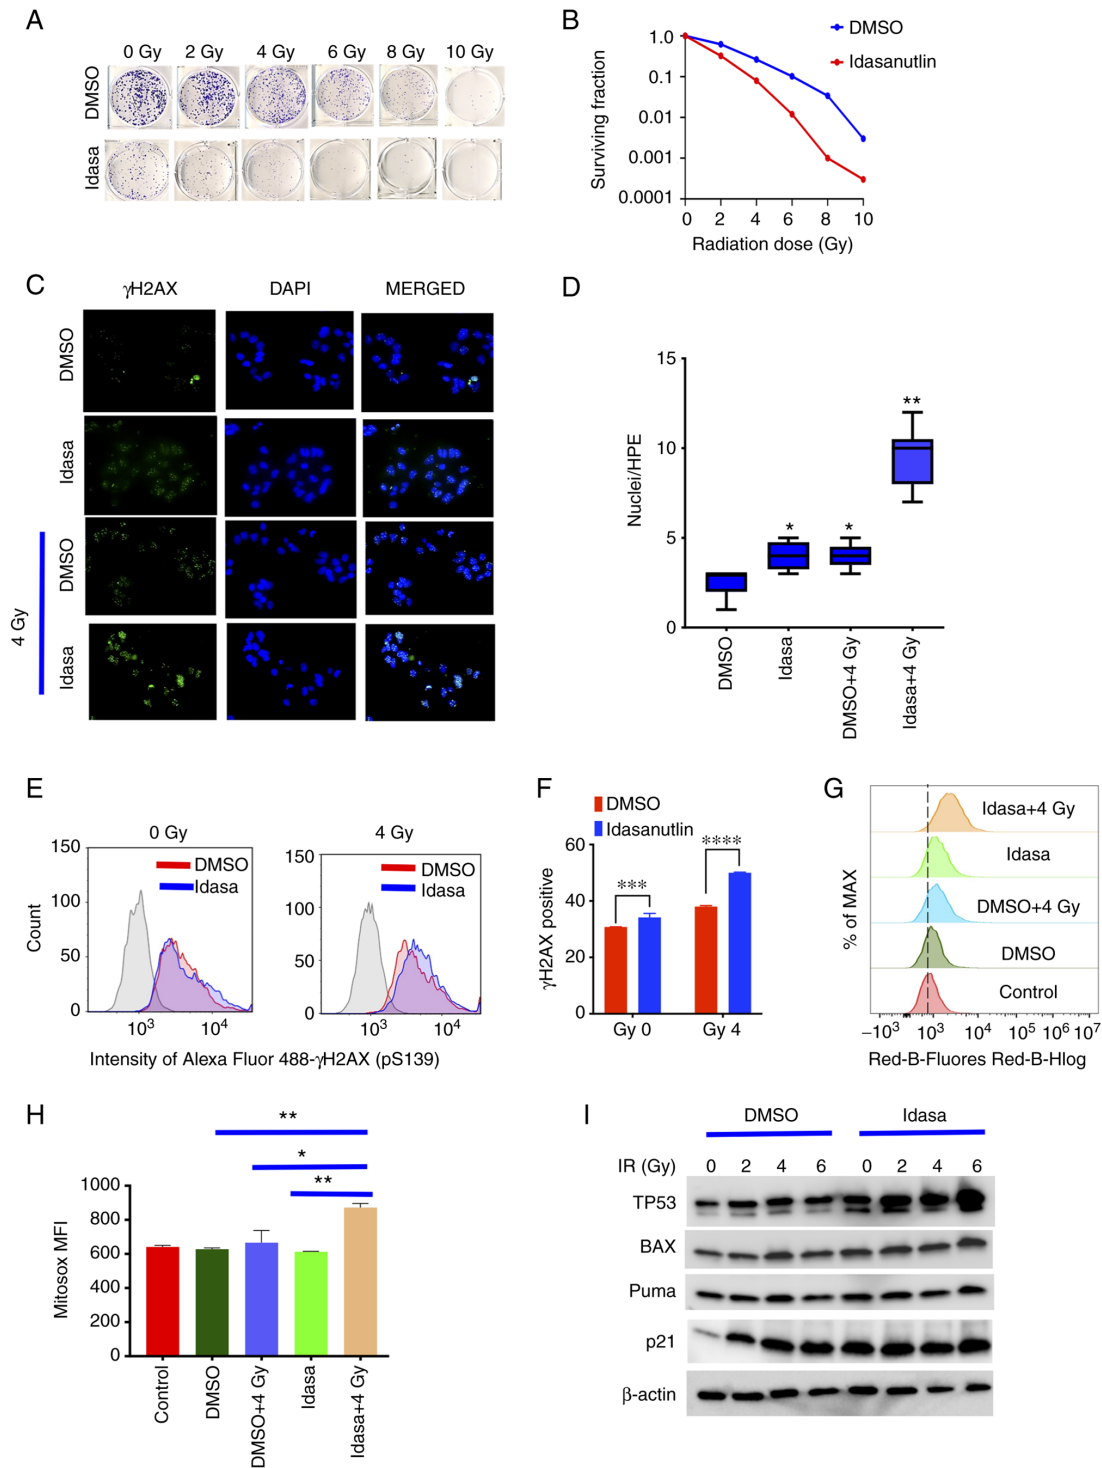 A
0 Gy 2 Gy 4 Gy 6 Gy 8 Gy 10 Gy
DMSO
Idasa
B
DMSO
Idasanutlin
Surviving fraction
1.0
0.1
0.01
0.001
0.0001
0 2 4 6 8 10
Radiation dose (Gy)
C
γH2AX DAPI MERGED
DMSO
Idasa
4 Gy
DMSO
Idasa
D
Nuclei/HPE
15
10
5
0
*
*
**
DMSO
Idasa
DMSO+4 Gy
Idasa+4 Gy
E
0 Gy
150
100
50
0
Count
DMSO
Idasa
10³ 10⁴
4 Gy
150
100
50
0
DMSO
Idasa
10³ 10⁴
Intensity of Alexa Fluor 488-γH2AX (pS139)
F
DMSO
Idasanutlin
γH2AX positive
60
40
20
0
***
****
Gy 0 Gy 4
G
% of MAX
Idasa+4 Gy
Idasa
DMSO+4 Gy
DMSO
Control
−10³ 10³ 10⁴ 10⁵ 10⁶ 10⁷
Red-B-Fluores Red-B-Hlog
H
**
*
**
Mitosox MFI
1000
800
600
400
200
0
Control
DMSO
DMSO+4 Gy
Idasa
Idasa+4 Gy
I
DMSO Idasa
IR (Gy) 0 2 4 6 0 2 4 6
TP53
BAX
Puma
p21
β-actin